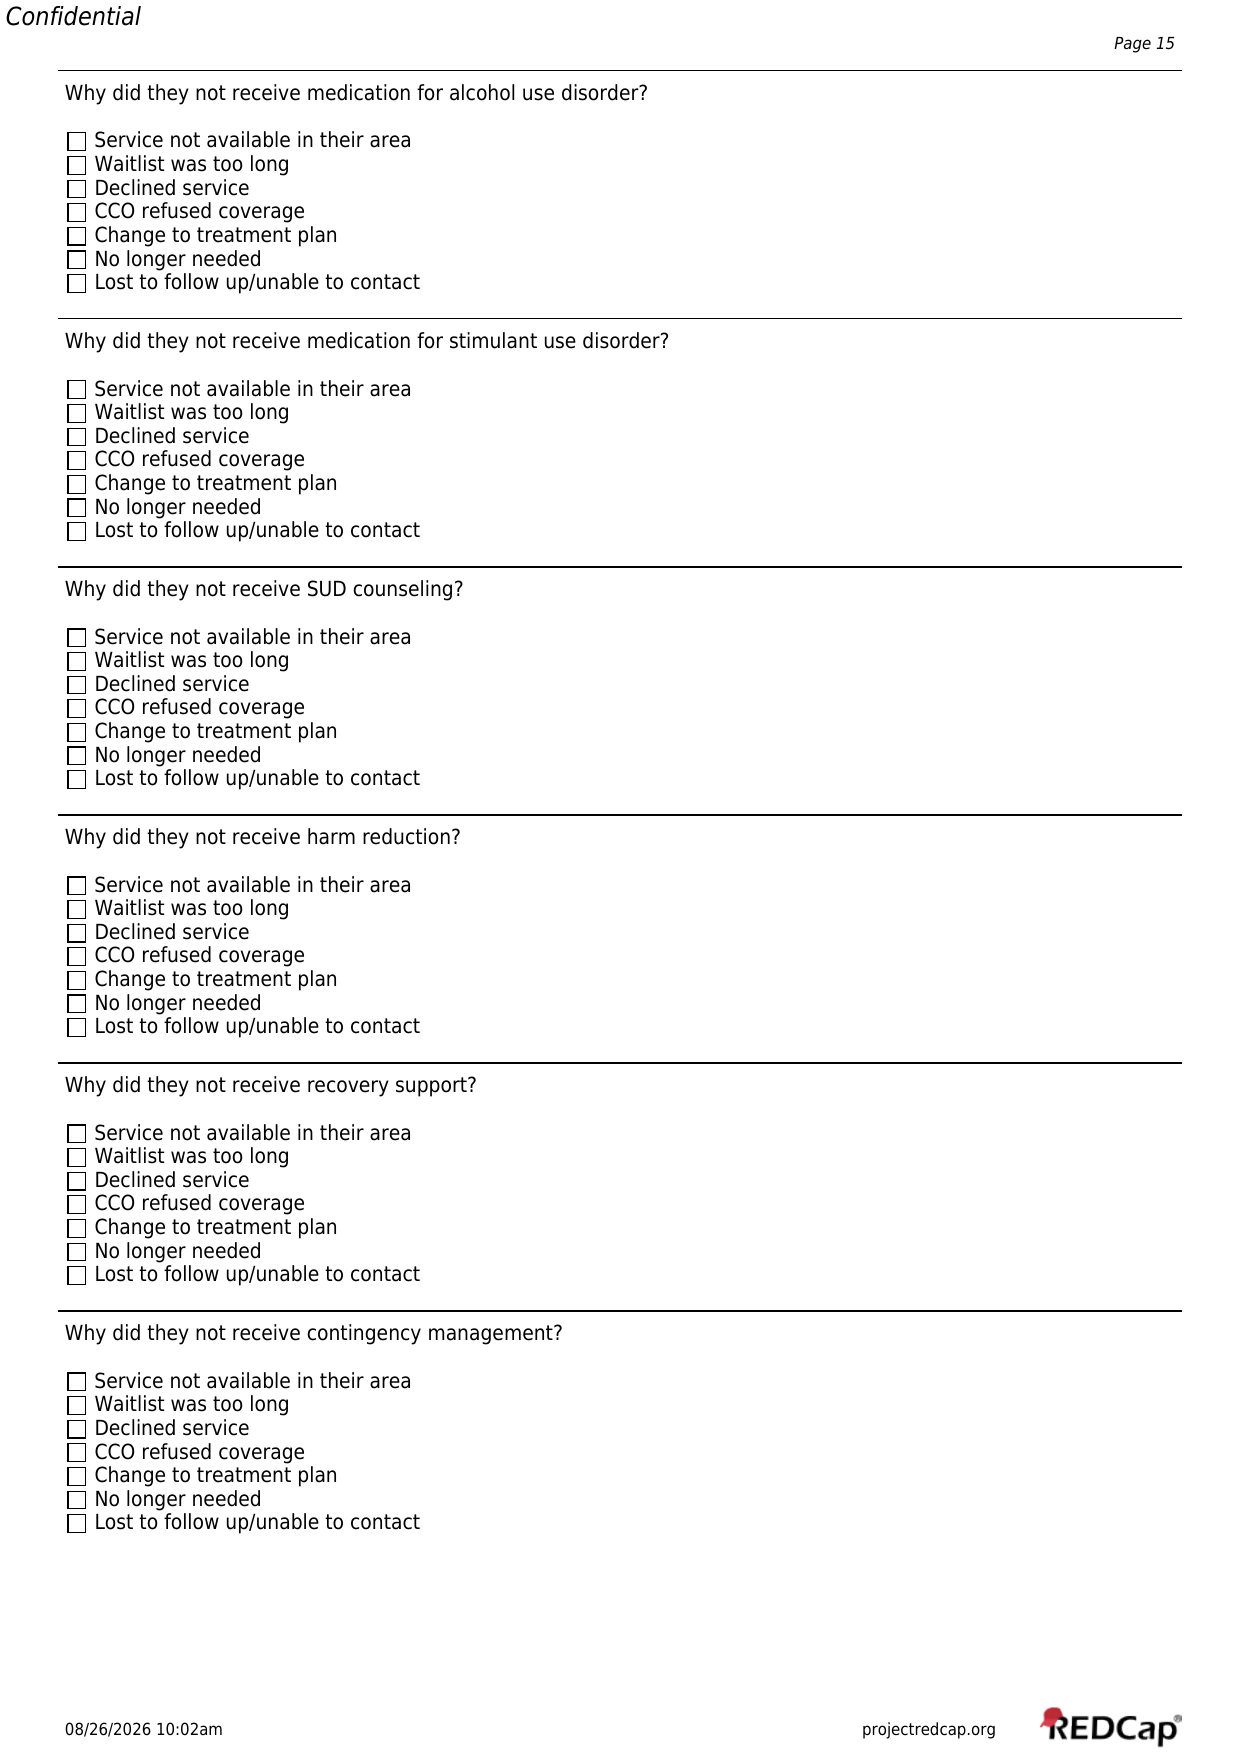 Confidential
Page 15
Why did they not receive medication for alcohol use disorder?
Service not available in their area
Waitlist was too long
Declined service
CCO refused coverage
Change to treatment plan
No longer needed
Lost to follow up/unable to contact
Why did they not receive medication for stimulant use disorder?
Service not available in their area
Waitlist was too long
Declined service
CCO refused coverage
Change to treatment plan
No longer needed
Lost to follow up/unable to contact
Why did they not receive SUD counseling?
Service not available in their area
Waitlist was too long
Declined service
CCO refused coverage
Change to treatment plan
No longer needed
Lost to follow up/unable to contact
Why did they not receive harm reduction?
Service not available in their area
Waitlist was too long
Declined service
CCO refused coverage
Change to treatment plan
No longer needed
Lost to follow up/unable to contact
Why did they not receive recovery support?
Service not available in their area
Waitlist was too long
Declined service
CCO refused coverage
Change to treatment plan
No longer needed
Lost to follow up/unable to contact
Why did they not receive contingency management?
Service not available in their area
Waitlist was too long
Declined service
CCO refused coverage
Change to treatment plan
No longer needed
Lost to follow up/unable to contact
08/26/2026 10:02am projectredcap.org REDCap®